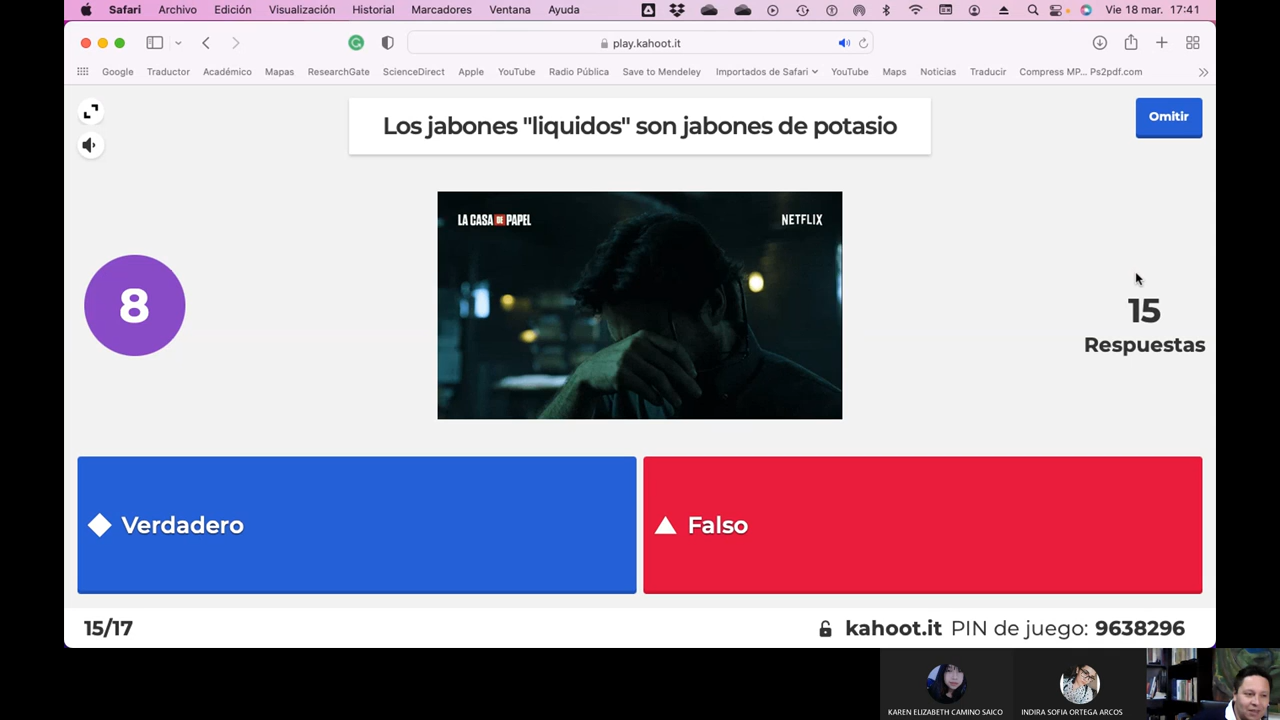 Safari Archivo Edición Visualización Historial Marcadores Ventana Ayuda Vie 18 mar. 17:41
play.kahoot.it
Google Traductor Académico Mapas ResearchGate ScienceDirect Apple YouTube Radio Pública Save to Mendeley Importados de Safari YouTube Maps Noticias Traducir Compress MP... Ps2pdf.com
Los jabones "liquidos" son jabones de potasio
Omitir
LA CASA DE PAPEL
NETFLIX
8
15
Respuestas
Verdadero
Falso
15/17
kahoot.it PIN de juego: 9638296
KAREN ELIZABETH CAMINO SAICO
INDIRA SOFIA ORTEGA ARCOS